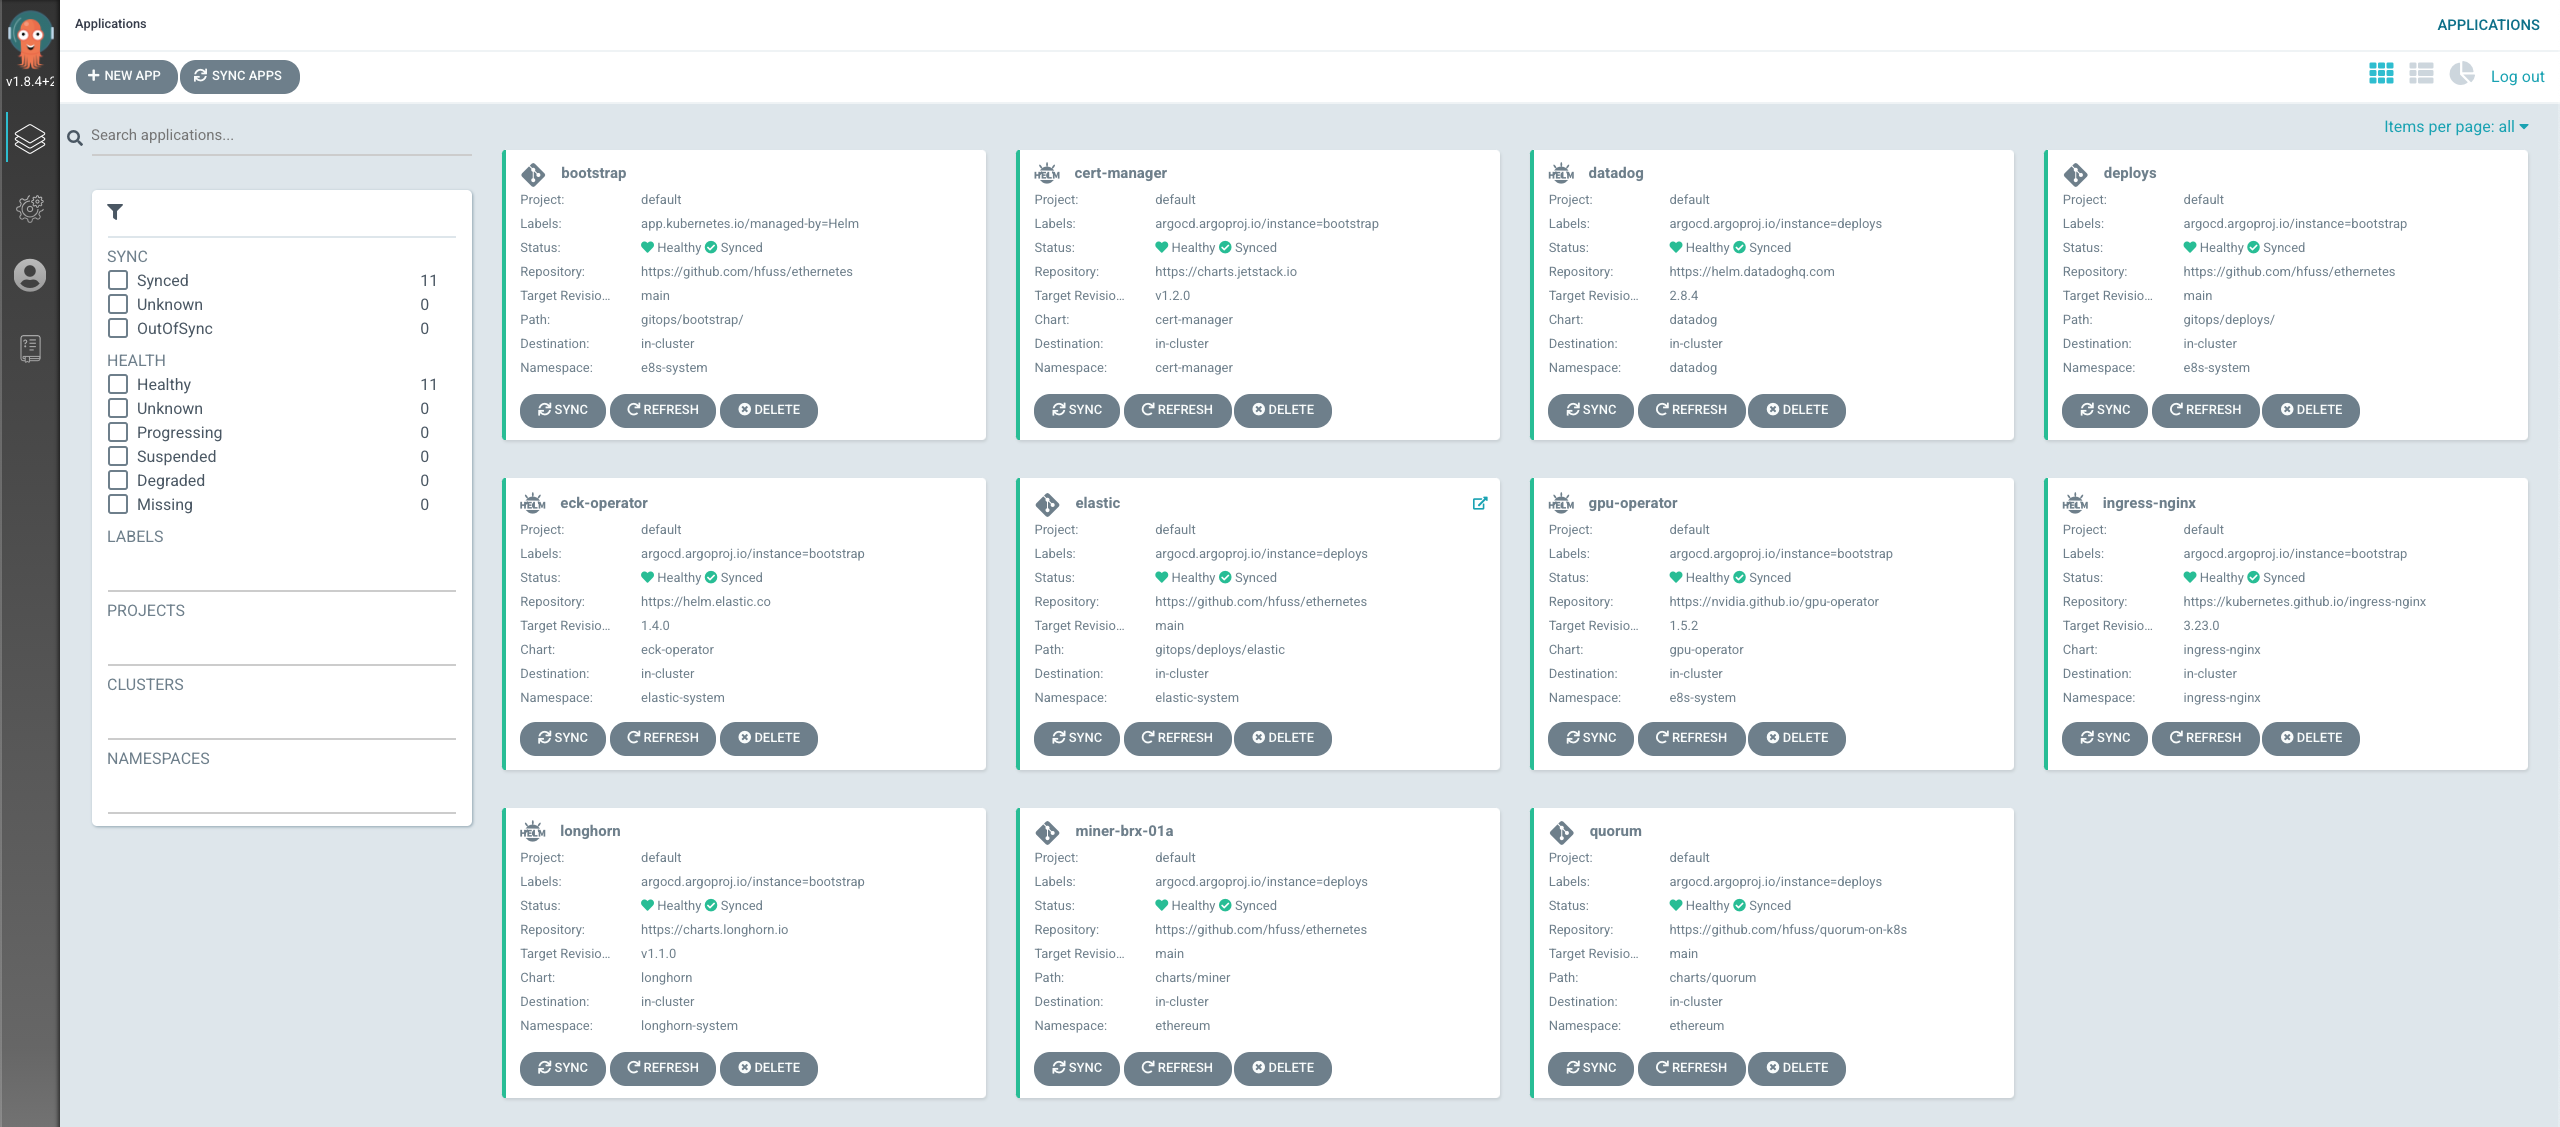 Applications
APPLICATIONS
v1.8.4+2
NEW APP
SYNC APPS
Log out
Search applications...
Items per page: all
SYNC
Synced 11
Unknown 0
OutOfSync 0
HEALTH
Healthy 11
Unknown 0
Progressing 0
Suspended 0
Degraded 0
Missing 0
LABELS
PROJECTS
CLUSTERS
NAMESPACES
bootstrap
Project: default
Labels: app.kubernetes.io/managed-by=Helm
Status: Healthy Synced
Repository: https://github.com/hfuss/ethernetes
Target Revisio... main
Path: gitops/bootstrap/
Destination: in-cluster
Namespace: e8s-system
SYNC REFRESH DELETE
HELM cert-manager
Project: default
Labels: argocd.argoproj.io/instance=bootstrap
Status: Healthy Synced
Repository: https://charts.jetstack.io
Target Revisio... v1.2.0
Chart: cert-manager
Destination: in-cluster
Namespace: cert-manager
SYNC REFRESH DELETE
HELM datadog
Project: default
Labels: argocd.argoproj.io/instance=deploys
Status: Healthy Synced
Repository: https://helm.datadoghq.com
Target Revisio... 2.8.4
Chart: datadog
Destination: in-cluster
Namespace: datadog
SYNC REFRESH DELETE
deploys
Project: default
Labels: argocd.argoproj.io/instance=bootstrap
Status: Healthy Synced
Repository: https://github.com/hfuss/ethernetes
Target Revisio... main
Path: gitops/deploys/
Destination: in-cluster
Namespace: e8s-system
SYNC REFRESH DELETE
HELM eck-operator
Project: default
Labels: argocd.argoproj.io/instance=bootstrap
Status: Healthy Synced
Repository: https://helm.elastic.co
Target Revisio... 1.4.0
Chart: eck-operator
Destination: in-cluster
Namespace: elastic-system
SYNC REFRESH DELETE
elastic
Project: default
Labels: argocd.argoproj.io/instance=deploys
Status: Healthy Synced
Repository: https://github.com/hfuss/ethernetes
Target Revisio... main
Path: gitops/deploys/elastic
Destination: in-cluster
Namespace: elastic-system
SYNC REFRESH DELETE
HELM gpu-operator
Project: default
Labels: argocd.argoproj.io/instance=bootstrap
Status: Healthy Synced
Repository: https://nvidia.github.io/gpu-operator
Target Revisio... 1.5.2
Chart: gpu-operator
Destination: in-cluster
Namespace: e8s-system
SYNC REFRESH DELETE
HELM ingress-nginx
Project: default
Labels: argocd.argoproj.io/instance=bootstrap
Status: Healthy Synced
Repository: https://kubernetes.github.io/ingress-nginx
Target Revisio... 3.23.0
Chart: ingress-nginx
Destination: in-cluster
Namespace: ingress-nginx
SYNC REFRESH DELETE
HELM longhorn
Project: default
Labels: argocd.argoproj.io/instance=bootstrap
Status: Healthy Synced
Repository: https://charts.longhorn.io
Target Revisio... v1.1.0
Chart: longhorn
Destination: in-cluster
Namespace: longhorn-system
SYNC REFRESH DELETE
miner-brx-01a
Project: default
Labels: argocd.argoproj.io/instance=deploys
Status: Healthy Synced
Repository: https://github.com/hfuss/ethernetes
Target Revisio... main
Path: charts/miner
Destination: in-cluster
Namespace: ethereum
SYNC REFRESH DELETE
quorum
Project: default
Labels: argocd.argoproj.io/instance=deploys
Status: Healthy Synced
Repository: https://github.com/hfuss/quorum-on-k8s
Target Revisio... main
Path: charts/quorum
Destination: in-cluster
Namespace: ethereum
SYNC REFRESH DELETE